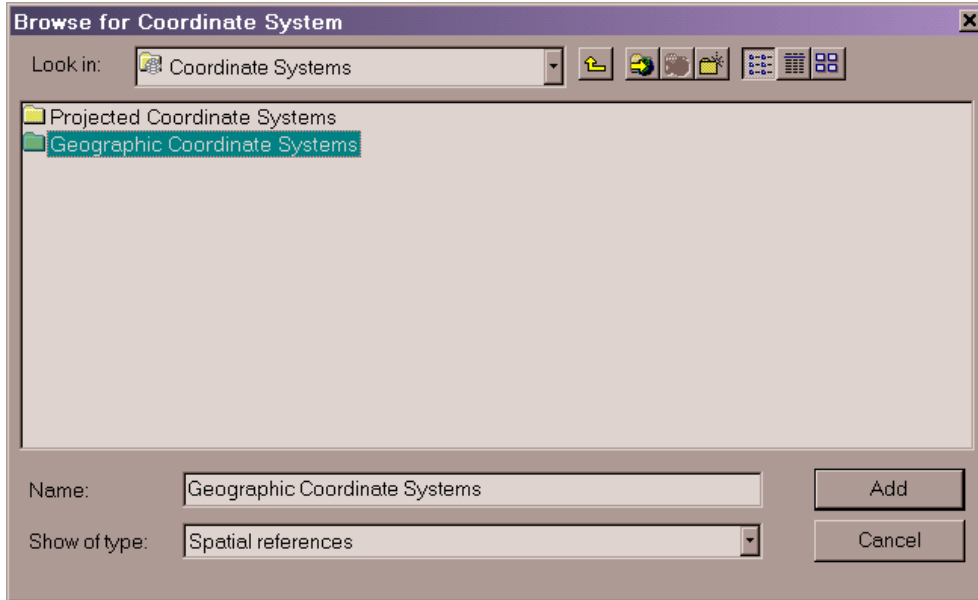 Browse for Coordinate System
Look in: Coordinate Systems
Projected Coordinate Systems
Geographic Coordinate Systems
Name: Geographic Coordinate Systems Add
Show of type: Spatial references Cancel